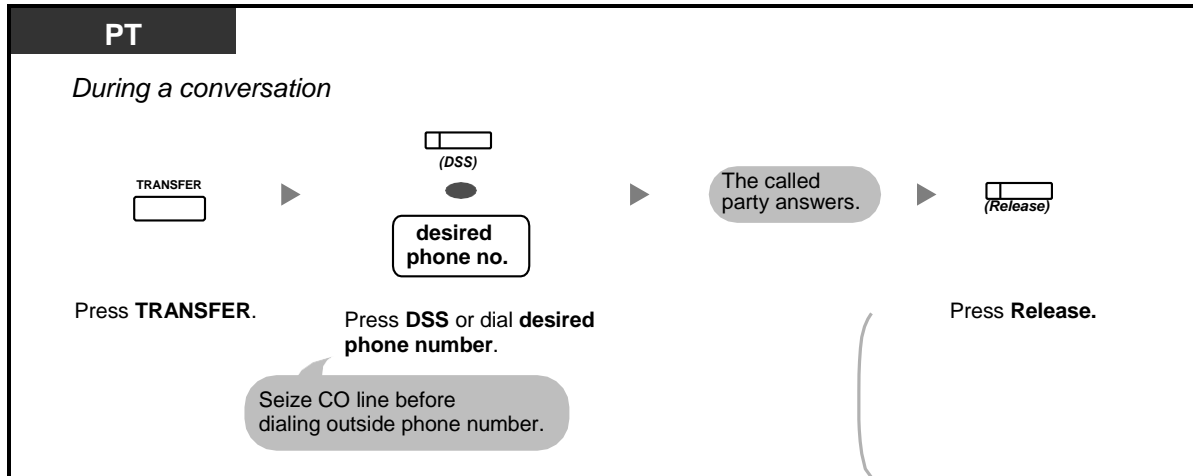 PT
During a conversation
TRANSFER
(DSS)
desired
phone no.
The called
party answers.
(Release)
Press TRANSFER.
Press DSS or dial desired
phone number.
Press Release.
Seize CO line before
dialing outside phone number.